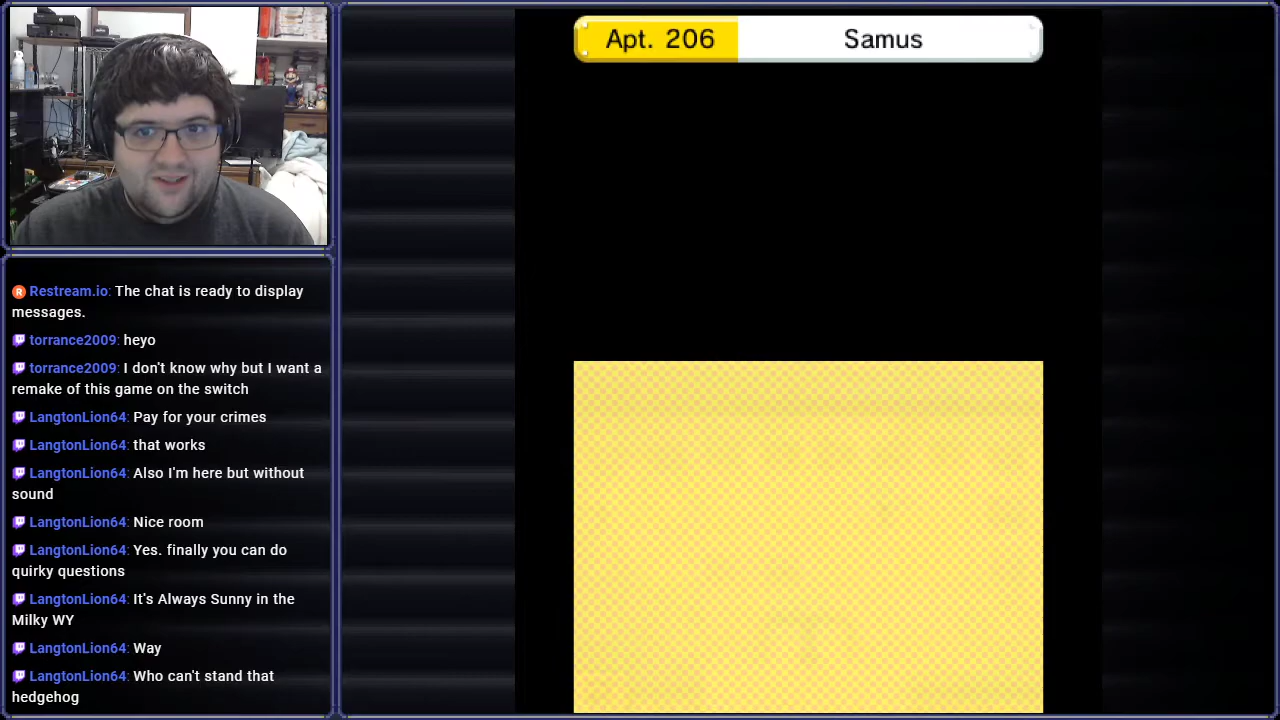 Apt. 206 Samus
Restream.io: The chat is ready to display
messages.
torrance2009: heyo
torrance2009: I don't know why but I want a
remake of this game on the switch
LangtonLion64: Pay for your crimes
LangtonLion64: that works
LangtonLion64: Also I'm here but without
sound
LangtonLion64: Nice room
LangtonLion64: Yes. finally you can do
quirky questions
LangtonLion64: It's Always Sunny in the
Milky WY
LangtonLion64: Way
LangtonLion64: Who can't stand that
hedgehog